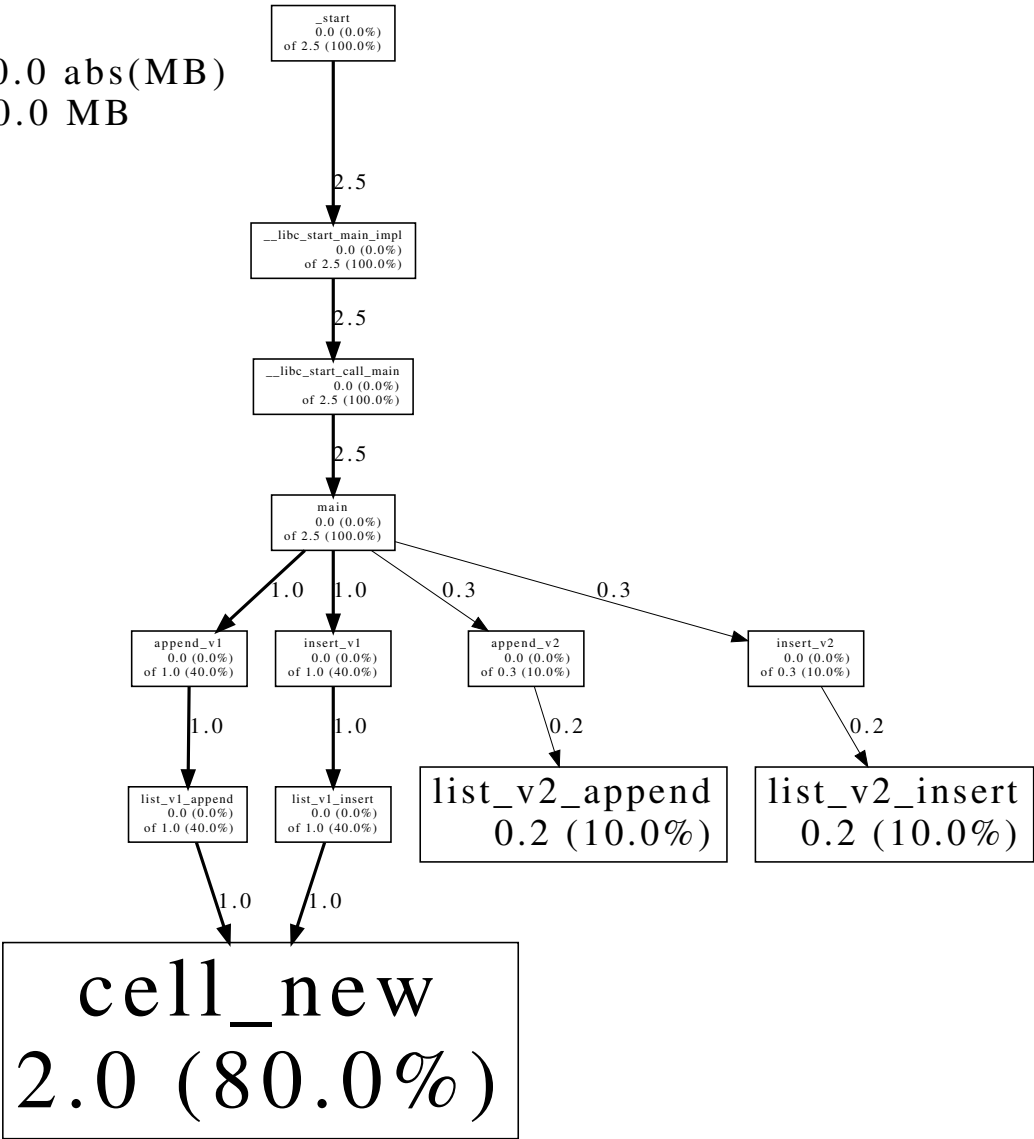 _start
0.0 (0.0%)
of 2.5 (100.0%)
0.0 abs(MB)
0.0 MB
2.5
__libc_start_main_impl
0.0 (0.0%)
of 2.5 (100.0%)
2.5
__libc_start_call_main
0.0 (0.0%)
of 2.5 (100.0%)
2.5
main
0.0 (0.0%)
of 2.5 (100.0%)
1.0
1.0
0.3
0.3
append_v1
0.0 (0.0%)
of 1.0 (40.0%)
insert_v1
0.0 (0.0%)
of 1.0 (40.0%)
append_v2
0.0 (0.0%)
of 0.3 (10.0%)
insert_v2
0.0 (0.0%)
of 0.3 (10.0%)
1.0
1.0
0.2
0.2
list_v1_append
0.0 (0.0%)
of 1.0 (40.0%)
list_v1_insert
0.0 (0.0%)
of 1.0 (40.0%)
list_v2_append
0.2 (10.0%)
list_v2_insert
0.2 (10.0%)
1.0
1.0
cell_new
2.0 (80.0%)